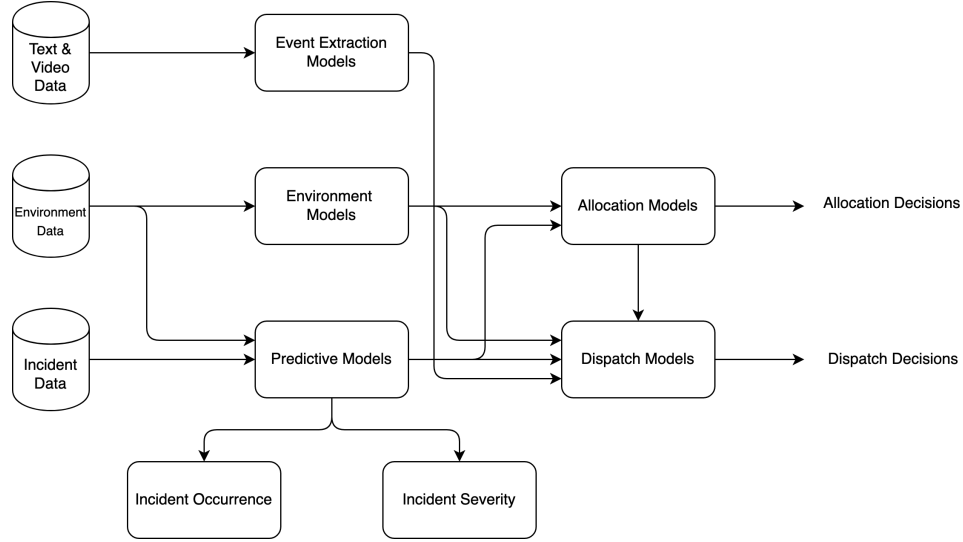 Text &
Video
Data
Event Extraction
Models
Environment
Data
Environment
Models
Allocation Models
Allocation Decisions
Incident
Data
Predictive Models
Dispatch Models
Dispatch Decisions
Incident Occurrence
Incident Severity